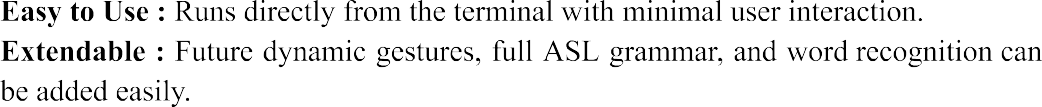 Easy to Use : Runs directly from the terminal with minimal user interaction.
Extendable : Future dynamic gestures, full ASL grammar, and word recognition can
be added easily.